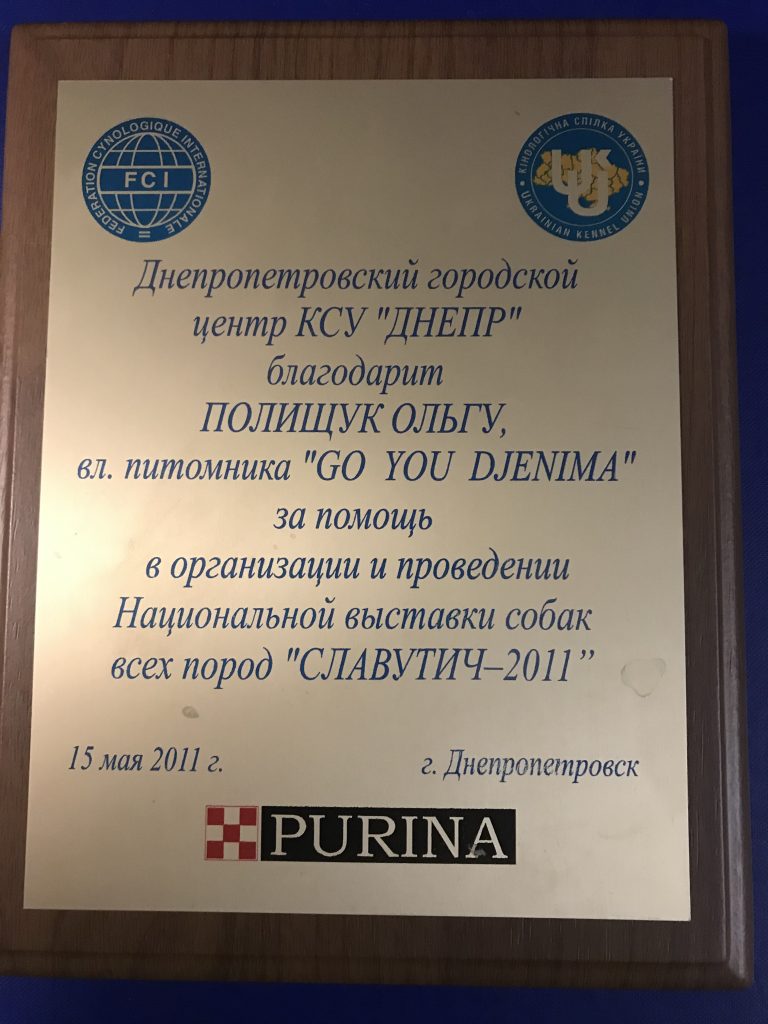 FEDERATION CYNOLOGIQUE INTERNATIONALE
FCI
КІНОЛОГІЧНА СПІЛКА УКРАЇНИ
UKU
UKRAINIAN KENNEL UNION
Днепропетровский городской
центр КСУ "ДНЕПР"
благодарит
ПОЛИЩУК ОЛЬГУ,
вл. питомника "GO YOU DJENIMA"
за помощь
в организации и проведении
Национальной выставки собак
всех пород "СЛАВУТИЧ–2011”
15 мая 2011 г.
г. Днепропетровск
PURINA